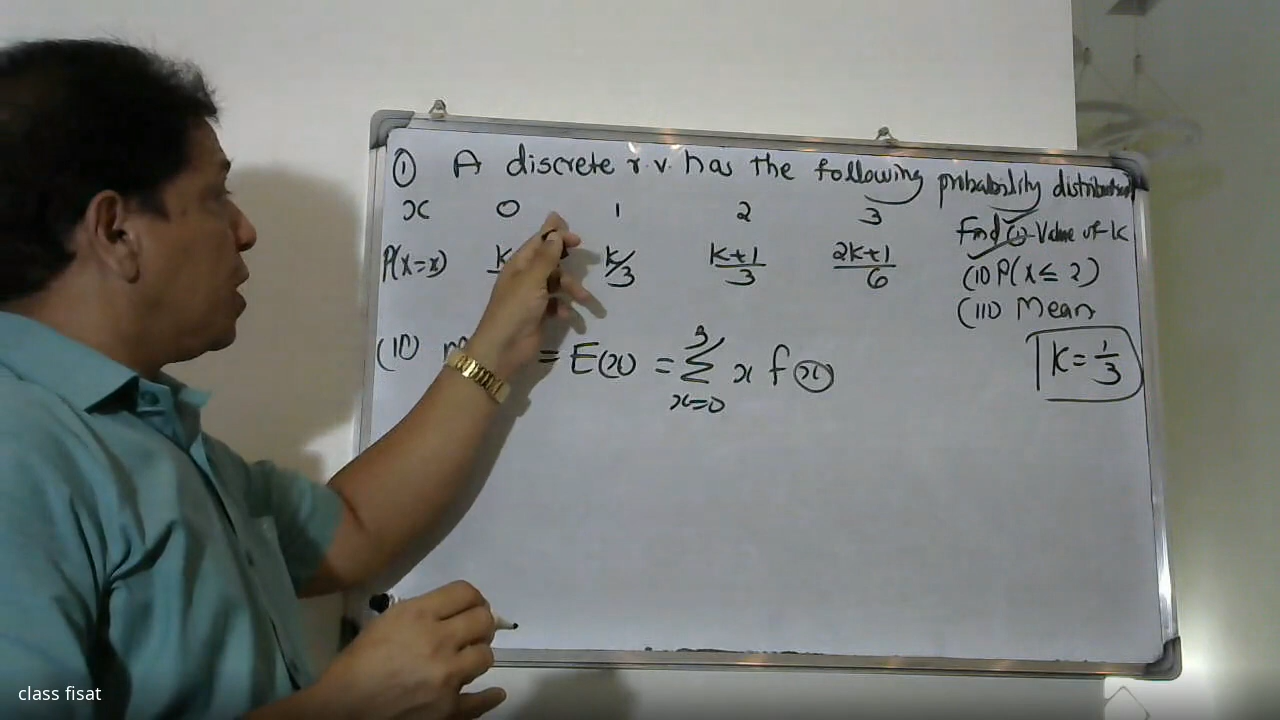 ① A discrete r.v. has the following probability distribution
x 0 1 2 3
P(X=x) k k/3 k+1/3 2k+1/6
Find (i) Value of k
(ii) P(X≤2)
(iii) Mean
(iii) = E(x) = 3∑x=0 x f(x)
k = 1/3
class fisat